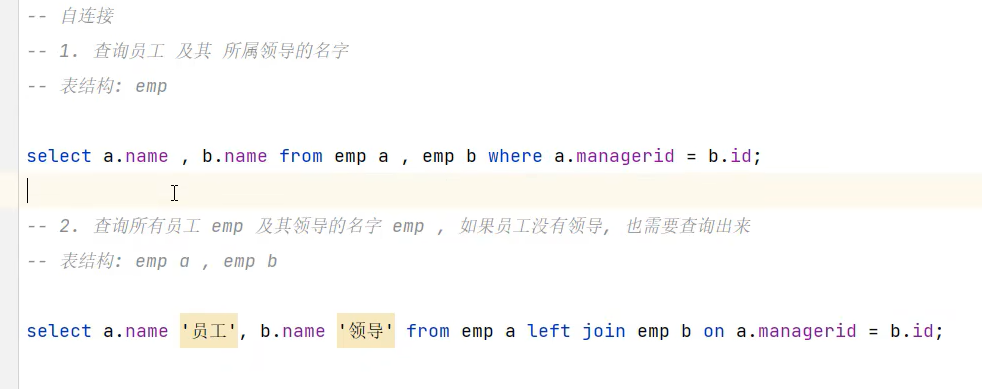 -- 自连接
-- 1. 查询员工 及其 所属领导的名字
-- 表结构: emp
select a.name , b.name from emp a , emp b where a.managerid = b.id;
-- 2. 查询所有员工 emp 及其领导的名字 emp , 如果员工没有领导, 也需要查询出来
-- 表结构: emp a , emp b
select a.name '员工', b.name '领导' from emp a left join emp b on a.managerid = b.id;